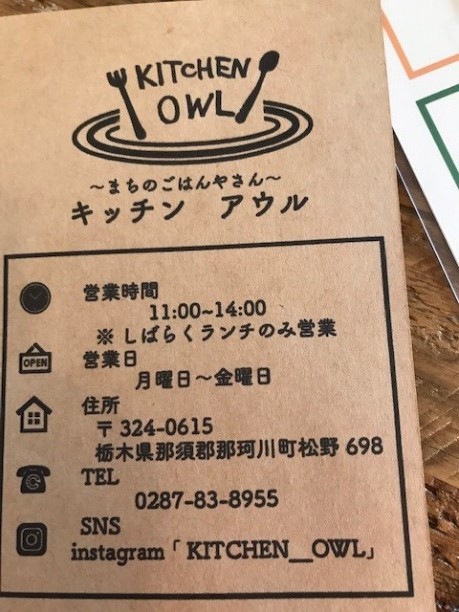 KITCHEN
OWL
～まちのごはんやさん～
キッチン　アウル
営業時間
11:00~14:00
※ しばらくランチのみ営業
OPEN
営業日
月曜日～金曜日
住所
〒 324-0615
栃木県那須郡那珂川町松野 698
TEL
0287-83-8955
SNS
instagram「 KITCHEN__OWL」